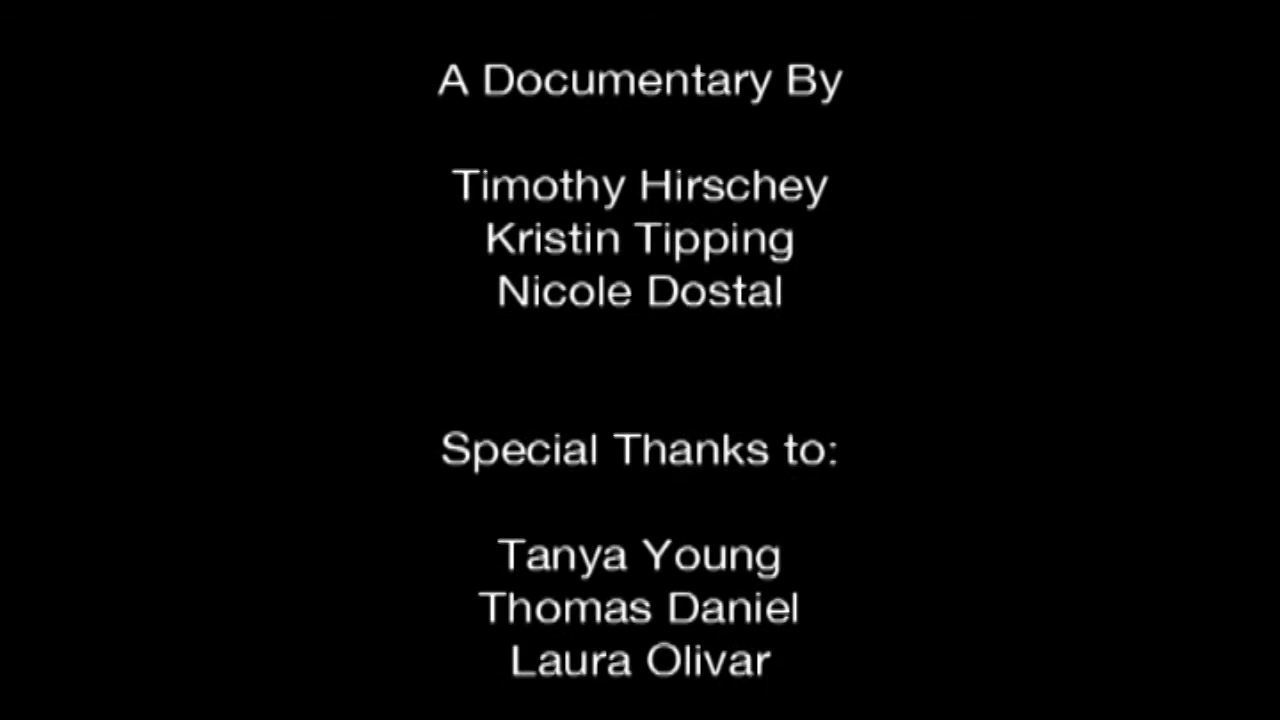 A Documentary By
Timothy Hirschey
Kristin Tipping
Nicole Dostal
Special Thanks to:
Tanya Young
Thomas Daniel
Laura Olivar